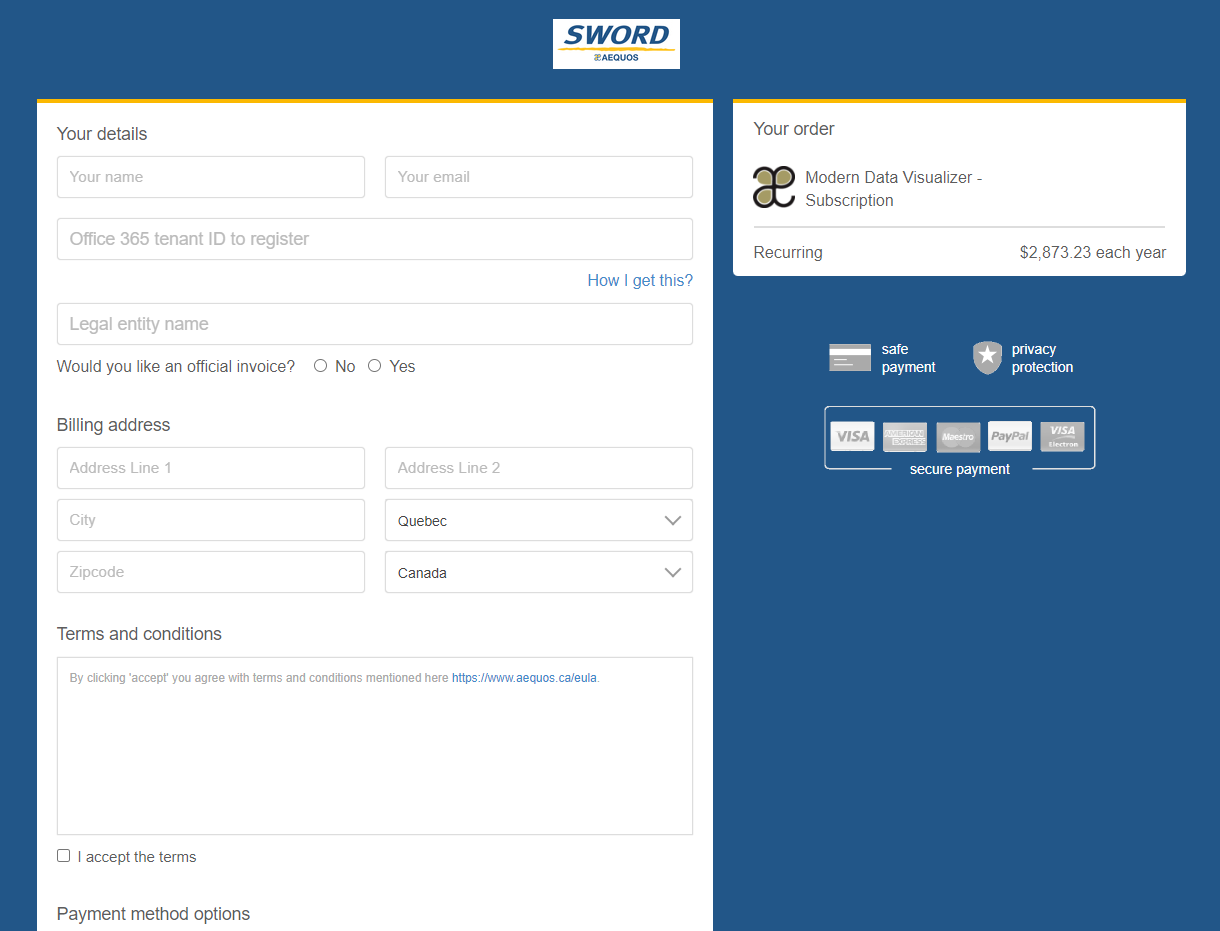 SWORD
ÆAEQUOS
Your details
Your name
Your email
Office 365 tenant ID to register
How I get this?
Legal entity name
Would you like an official invoice? No Yes
Billing address
Address Line 1
Address Line 2
City
Quebec
Zipcode
Canada
Terms and conditions
By clicking 'accept' you agree with terms and conditions mentioned here https://www.aequos.ca/eula.
I accept the terms
Payment method options
Your order
Modern Data Visualizer -
Subscription
Recurring $2,873.23 each year
safe
payment
privacy
protection
VISA
AMERICAN
EXPRESS
Maestro
PayPal
VISA
Electron
secure payment